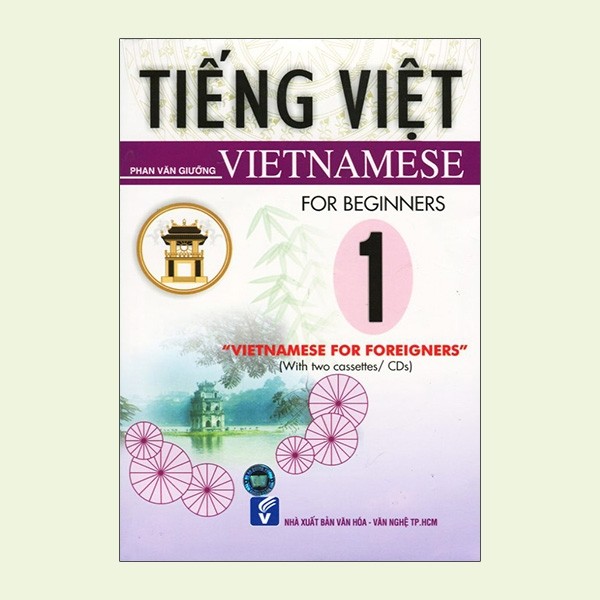 TIẾNG VIỆT
PHAN VĂN GIƯỠNG
VIETNAMESE
FOR BEGINNERS
1
"VIETNAMESE FOR FOREIGNERS"
(With two cassettes/ CDs)
V
NHÀ XUẤT BẢN VĂN HÓA - VĂN NGHỆ TP.HCM